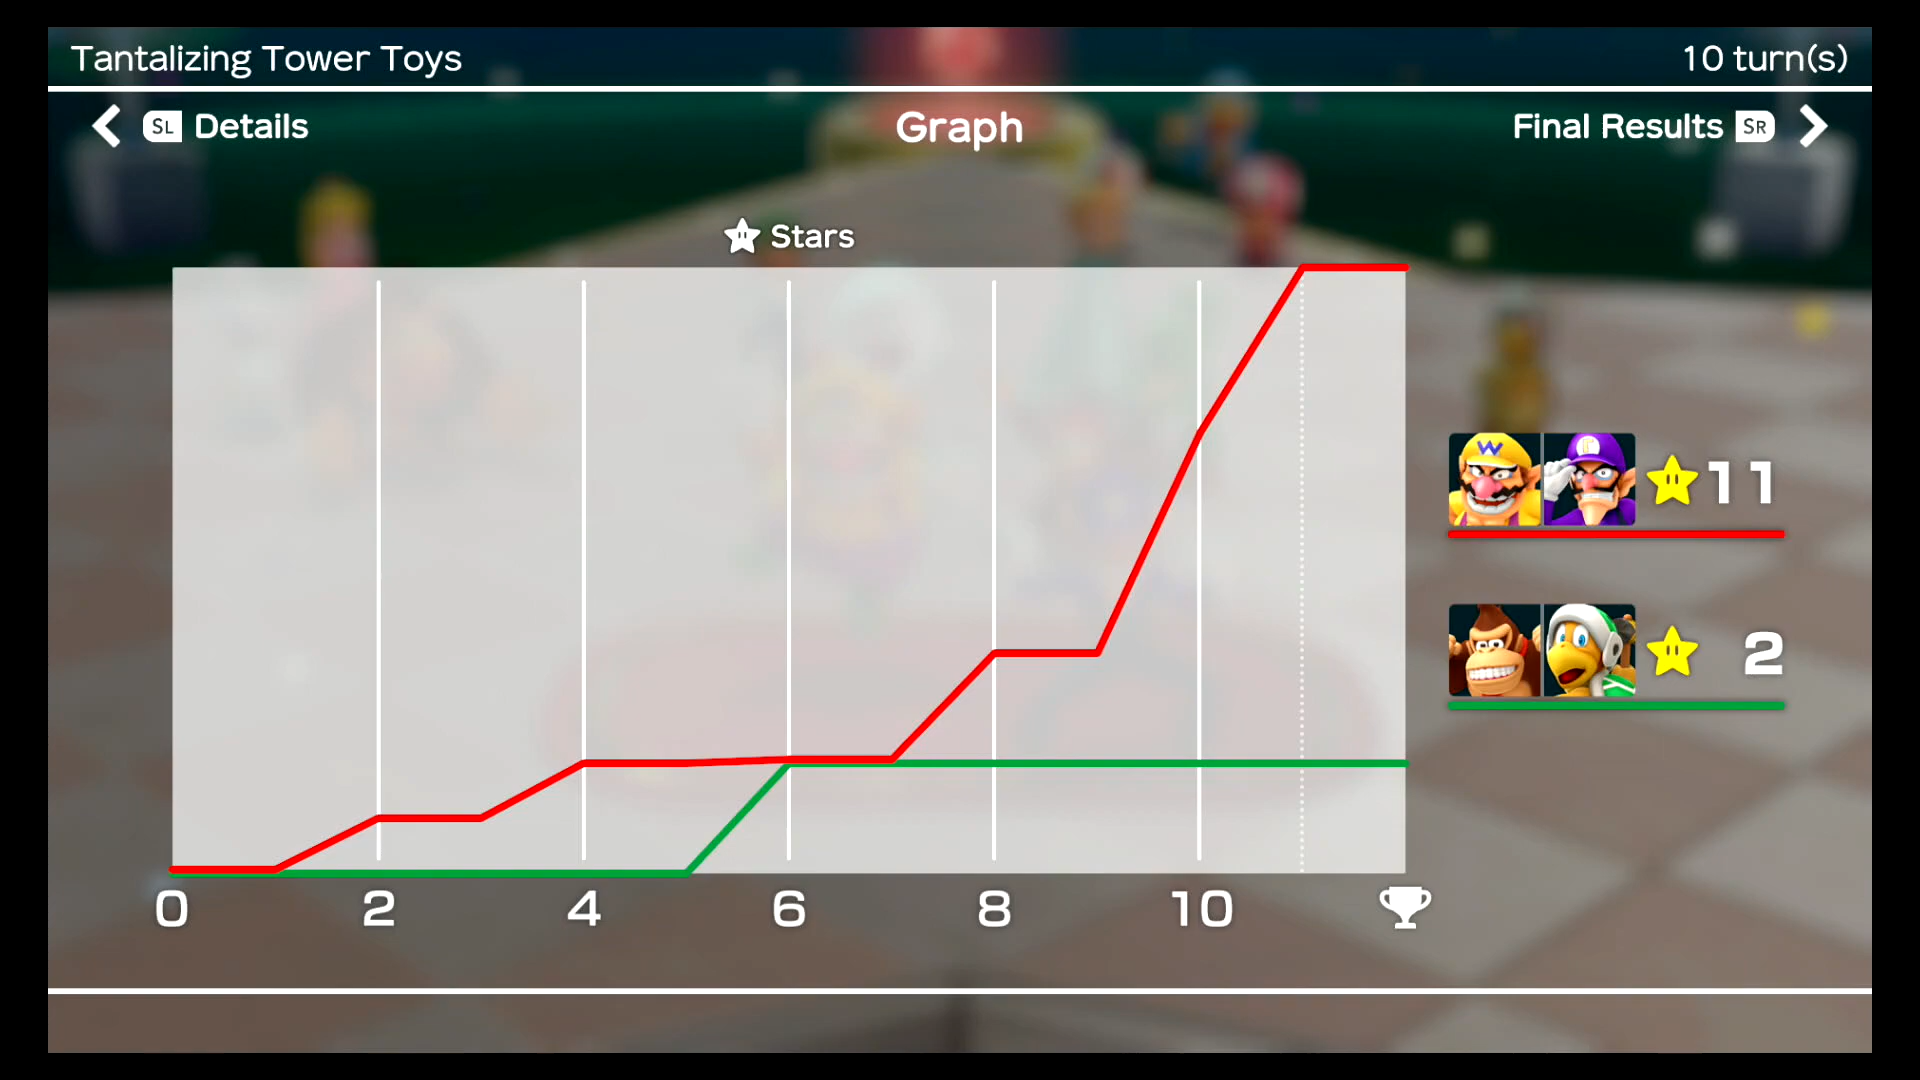 Tantalizing Tower Toys 10 turn(s)
SL Details Graph Final Results SR
Stars
W 11
2
0 2 4 6 8 10